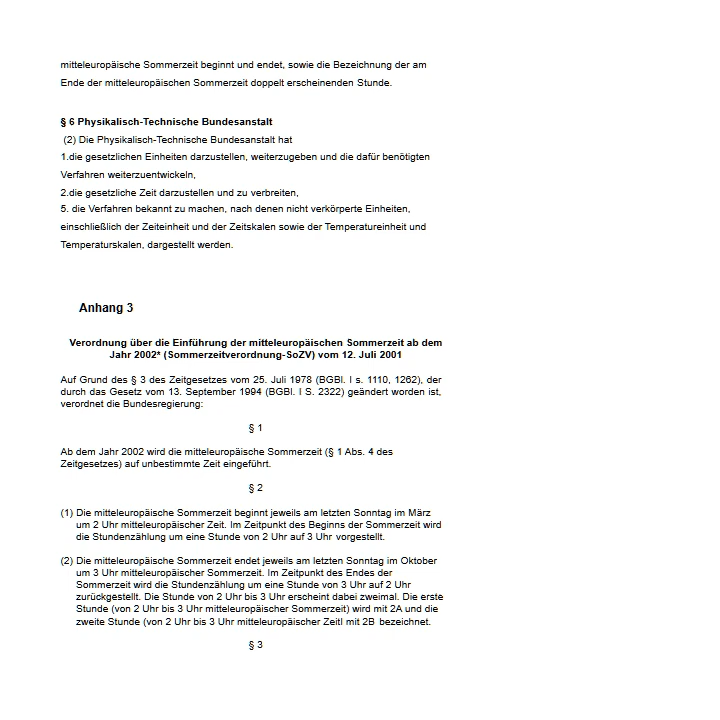 mitteleuropäische Sommerzeit beginnt und endet, sowie die Bezeichnung der am
Ende der mitteleuropäischen Sommerzeit doppelt erscheinenden Stunde.
§ 6 Physikalisch-Technische Bundesanstalt
(2) Die Physikalisch-Technische Bundesanstalt hat
1.die gesetzlichen Einheiten darzustellen, weiterzugeben und die dafür benötigten
Verfahren weiterzuentwickeln,
2.die gesetzliche Zeit darzustellen und zu verbreiten,
5. die Verfahren bekannt zu machen, nach denen nicht verkörperte Einheiten,
einschließlich der Zeiteinheit und der Zeitskalen sowie der Temperatureinheit und
Temperaturskalen, dargestellt werden.
Anhang 3
Verordnung über die Einführung der mitteleuropäischen Sommerzeit ab dem
Jahr 2002* (Sommerzeitverordnung-SoZV) vom 12. Juli 2001
Auf Grund des § 3 des Zeitgesetzes vom 25. Juli 1978 (BGBl. I s. 1110, 1262), der
durch das Gesetz vom 13. September 1994 (BGBl. I S. 2322) geändert worden ist,
verordnet die Bundesregierung:
§ 1
Ab dem Jahr 2002 wird die mitteleuropäische Sommerzeit (§ 1 Abs. 4 des
Zeitgesetzes) auf unbestimmte Zeit eingeführt.
§ 2
(1) Die mitteleuropäische Sommerzeit beginnt jeweils am letzten Sonntag im März
um 2 Uhr mitteleuropäischer Zeit. Im Zeitpunkt des Beginns der Sommerzeit wird
die Stundenzählung um eine Stunde von 2 Uhr auf 3 Uhr vorgestellt.
(2) Die mitteleuropäische Sommerzeit endet jeweils am letzten Sonntag im Oktober
um 3 Uhr mitteleuropäischer Sommerzeit. Im Zeitpunkt des Endes der
Sommerzeit wird die Stundenzählung um eine Stunde von 3 Uhr auf 2 Uhr
zurückgestellt. Die Stunde von 2 Uhr bis 3 Uhr erscheint dabei zweimal. Die erste
Stunde (von 2 Uhr bis 3 Uhr mitteleuropäischer Sommerzeit) wird mit 2A und die
zweite Stunde (von 2 Uhr bis 3 Uhr mitteleuropäischer Zeitl mit 2B bezeichnet.
§ 3